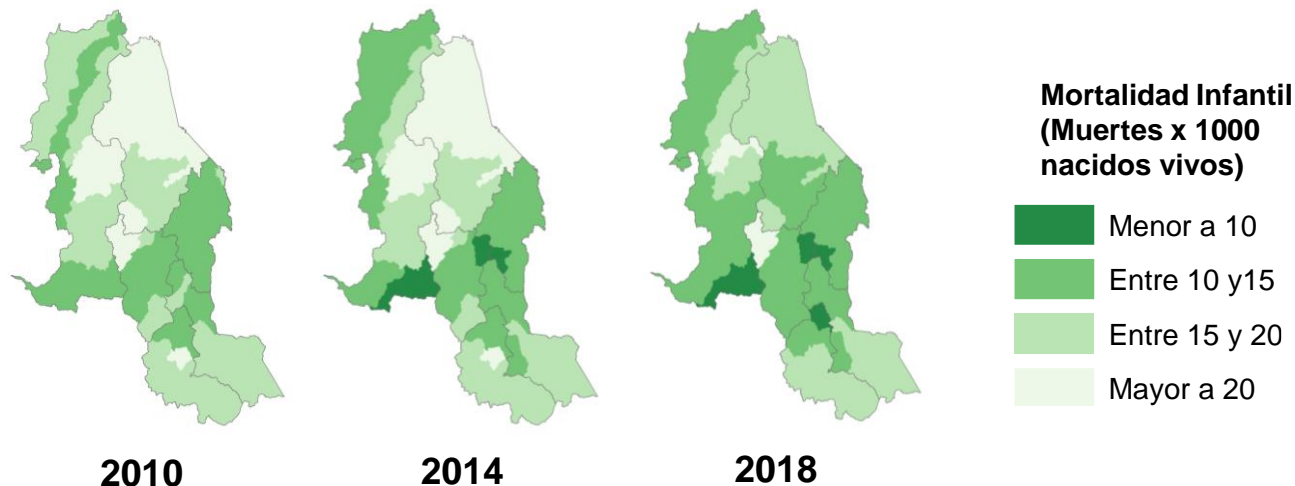 Mortalidad Infantil
(Muertes x 1000
nacidos vivos)
Menor a 10
Entre 10 y15
Entre 15 y 20
Mayor a 20
2010
2014
2018